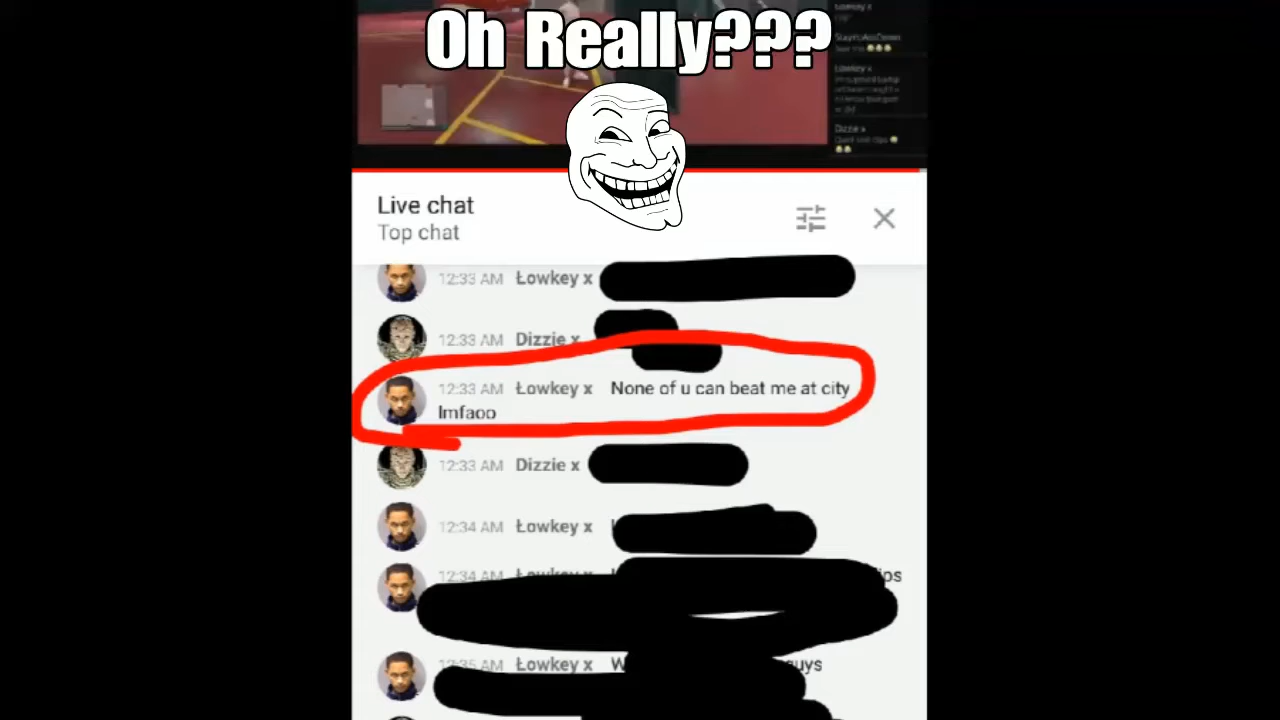 Oh Really???
Lowkey x
Dizzie x
Live chat
Top chat
12:33 AM Łowkey x
12:33 AM Dizzie x
12:33 AM Łowkey x None of u can beat me at city
lmfaoo
12:33 AM Dizzie x
12:34 AM Łowkey x
12:34 AM Łowkey x
12:35 AM Łowkey x